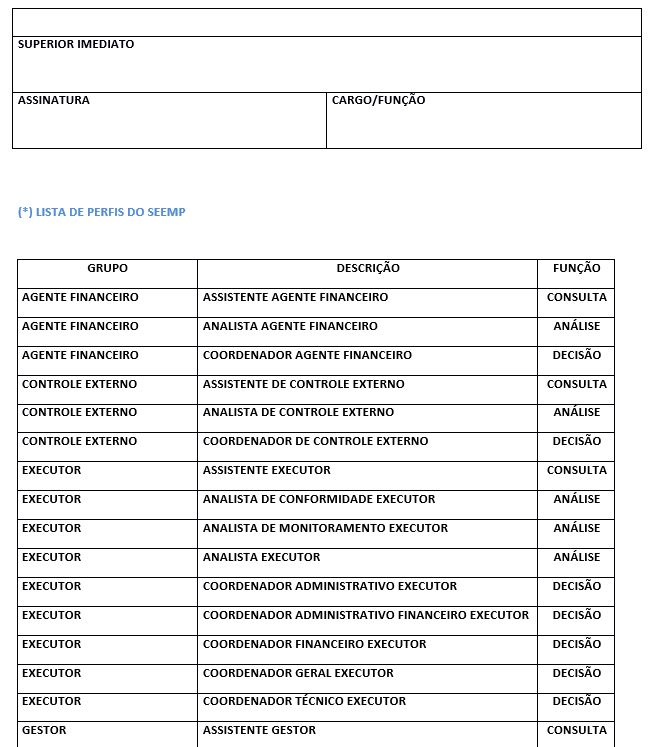 SUPERIOR IMEDIATO
ASSINATURA CARGO/FUNÇÃO
(*) LISTA DE PERFIS DO SEEMP
GRUPO DESCRIÇÃO FUNÇÃO
AGENTE FINANCEIRO ASSISTENTE AGENTE FINANCEIRO CONSULTA
AGENTE FINANCEIRO ANALISTA AGENTE FINANCEIRO ANÁLISE
AGENTE FINANCEIRO COORDENADOR AGENTE FINANCEIRO DECISÃO
CONTROLE EXTERNO ASSISTENTE DE CONTROLE EXTERNO CONSULTA
CONTROLE EXTERNO ANALISTA DE CONTROLE EXTERNO ANÁLISE
CONTROLE EXTERNO COORDENADOR DE CONTROLE EXTERNO DECISÃO
EXECUTOR ASSISTENTE EXECUTOR CONSULTA
EXECUTOR ANALISTA DE CONFORMIDADE EXECUTOR ANÁLISE
EXECUTOR ANALISTA DE MONITORAMENTO EXECUTOR ANÁLISE
EXECUTOR ANALISTA EXECUTOR ANÁLISE
EXECUTOR COORDENADOR ADMINISTRATIVO EXECUTOR DECISÃO
EXECUTOR COORDENADOR ADMINISTRATIVO FINANCEIRO EXECUTOR DECISÃO
EXECUTOR COORDENADOR FINANCEIRO EXECUTOR DECISÃO
EXECUTOR COORDENADOR GERAL EXECUTOR DECISÃO
EXECUTOR COORDENADOR TÉCNICO EXECUTOR DECISÃO
GESTOR ASSISTENTE GESTOR CONSULTA